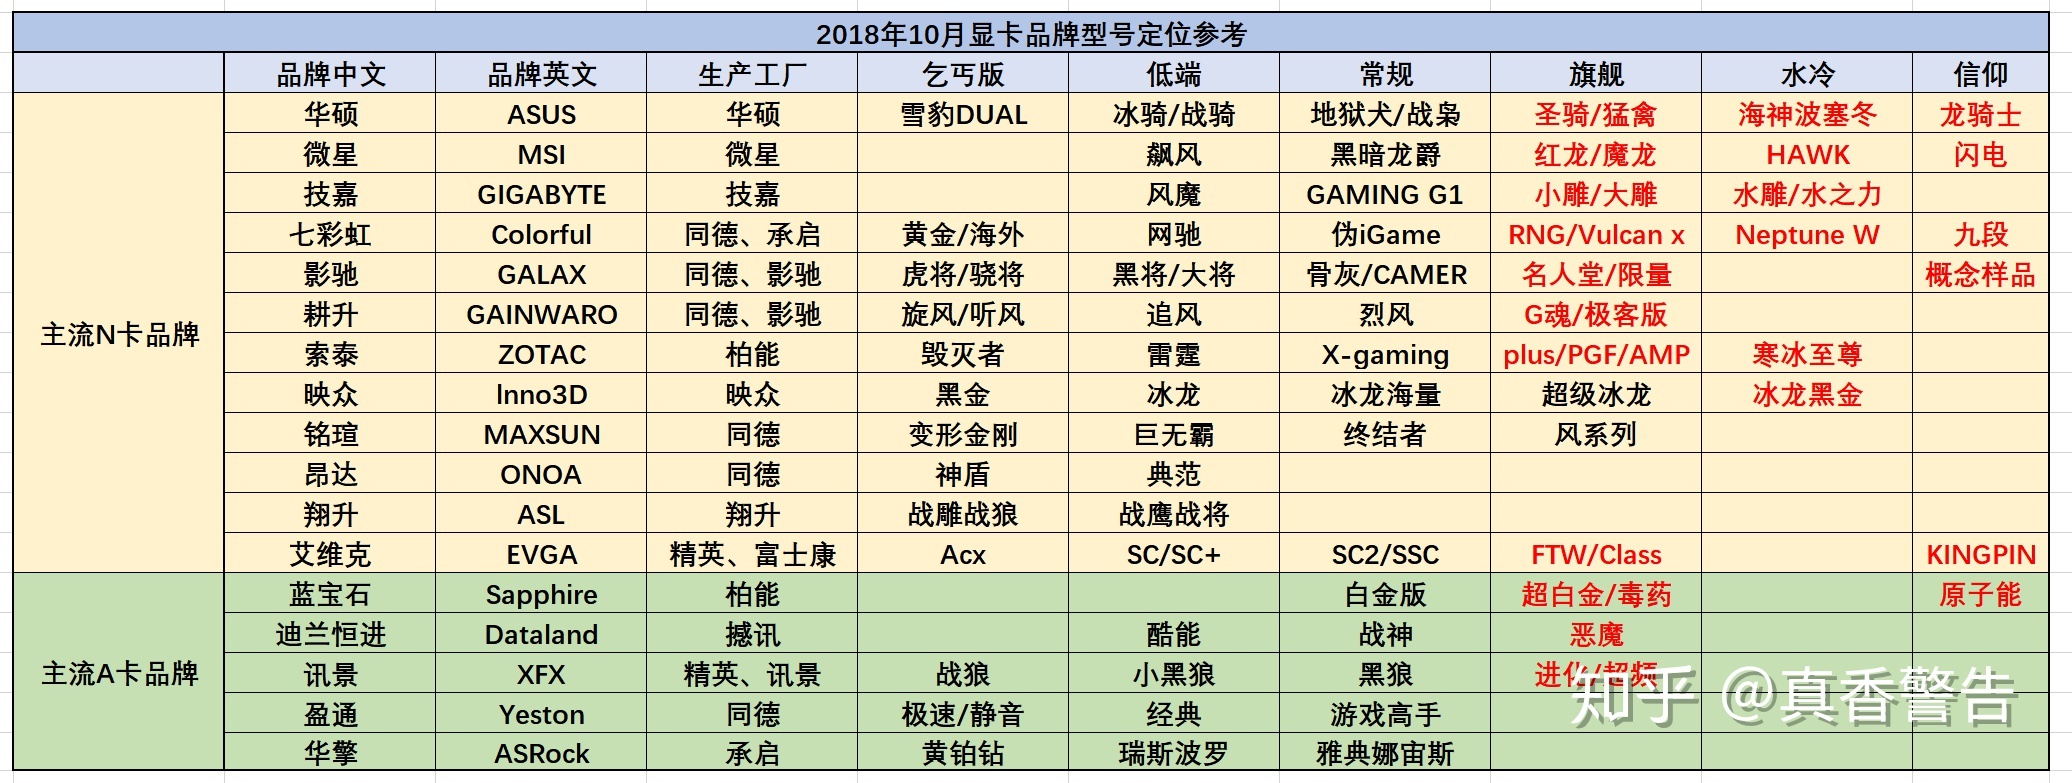 2018年10月显卡品牌型号定位参考
品牌中文 品牌英文 生产工厂 乞丐版 低端 常规 旗舰 水冷 信仰
主流N卡品牌
华硕 ASUS 华硕 雪豹DUAL 冰骑/战骑 地狱犬/战枭 圣骑/猛禽 海神波塞冬 龙骑士
微星 MSI 微星 飙风 黑暗龙爵 红龙/魔龙 HAWK 闪电
技嘉 GIGABYTE 技嘉 风魔 GAMING G1 小雕/大雕 水雕/水之力
七彩虹 Colorful 同德、承启 黄金/海外 网驰 伪iGame RNG/Vulcan x Neptune W 九段
影驰 GALAX 同德、影驰 虎将/骁将 黑将/大将 骨灰/CAMER 名人堂/限量 概念样品
耕升 GAINWARO 同德、影驰 旋风/听风 追风 烈风 G魂/极客版
索泰 ZOTAC 柏能 毁灭者 雷霆 X-gaming plus/PGF/AMP 寒冰至尊
映众 lnno3D 映众 黑金 冰龙 冰龙海量 超级冰龙 冰龙黑金
铭瑄 MAXSUN 同德 变形金刚 巨无霸 终结者 风系列
昂达 ONOA 同德 神盾 典范
翔升 ASL 翔升 战雕战狼 战鹰战将
艾维克 EVGA 精英、富士康 Acx SC/SC+ SC2/SSC FTW/Class KINGPIN
主流A卡品牌
蓝宝石 Sapphire 柏能 白金版 超白金/毒药 原子能
迪兰恒进 Dataland 撼讯 酷能 战神 恶魔
讯景 XFX 精英、讯景 战狼 小黑狼 黑狼 进化/超频
盈通 Yeston 同德 极速/静音 经典 游戏高手
华擎 ASRock 承启 黄铂钻 瑞斯波罗 雅典娜宙斯
知乎 @真香警告